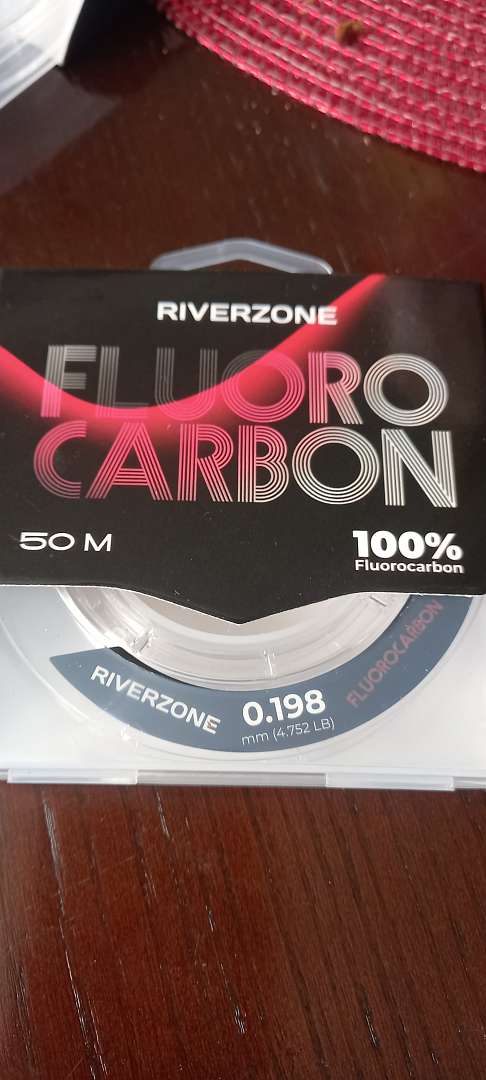 RIVERZONE
FLUORO
CARBON
50 M
100%
Fluorocarbon
RIVERZONE
0.198
mm (4.752 LB)
FLUOROCARBON